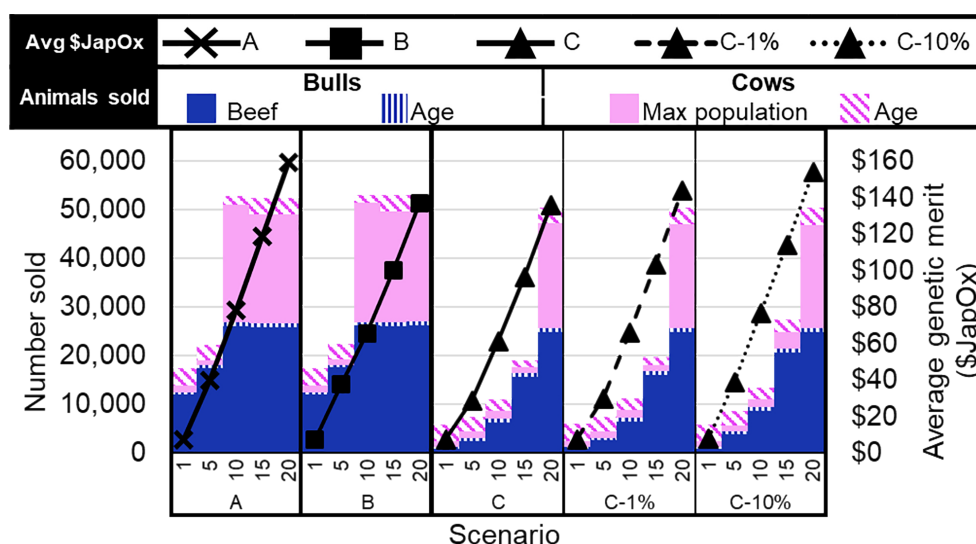 Avg $JapOx A B C C-1% C-10%
Animals sold Bulls Cows
Beef Age Max population Age
60,000 $160
50,000 $140
40,000 $120
30,000 $100
20,000 $80
10,000 $60
0 $40
$20
$0
Number sold
Average genetic merit
($JapOx)
1 5 10 15 20 1 5 10 15 20 1 5 10 15 20 1 5 10 15 20 1 5 10 15 20
A B C C-1% C-10%
Scenario